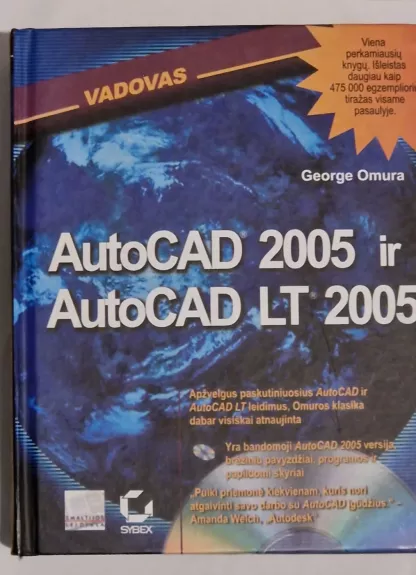 VADOVAS
Viena
perkamiausių
knygų. Išleistas
daugiau kaip
475 000 egzempliorių
tiražas visame
pasaulyje.
George Omura
AutoCAD® 2005 ir
AutoCAD LT® 2005
Apžvelgus paskutiniuosius AutoCAD ir
AutoCAD LT leidimus, Omuros klasika
dabar visiškai atnaujinta
Yra bandomoji AutoCAD 2005 versija,
brėžinių pavyzdžiai, programos ir
papildomi skyriai
„Puiki priemonė kiekvienam, kuris nori
atgaivinti savo darbo su AutoCAD įgūdžius!“ -
Amanda Welch, „Autodesk“
SMALTIJOS
LEIDYKLA
SYBEX